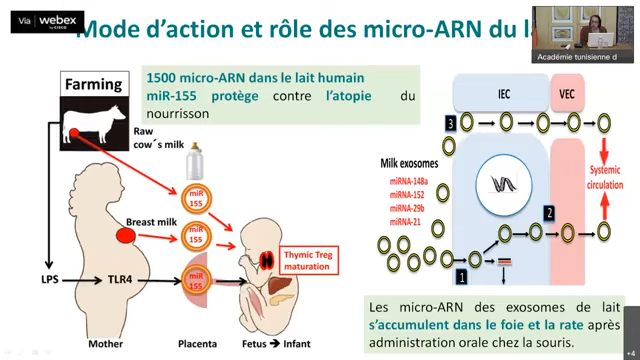 Via webex
by CISCO
Mode d'action et rôle des micro-ARN du
Académie tunisienne d
Farming
1500 micro-ARN dans le lait humain
miR-155 protège contre l'atopie du
nourrisson
Raw
cow´s milk
miR
155
Breast milk
miR
155
Thymic Treg
maturation
LPS
TLR4
miR
155
Mother
Placenta
Fetus → Infant
IEC
VEC
3
Milk exosomes
miRNA-148a
miRNA-152
miRNA-29b
miRNA-21
Systemic
circulation
2
1
Les micro-ARN des exosomes de lait
s'accumulent dans le foie et la rate après
administration orale chez la souris.
+4